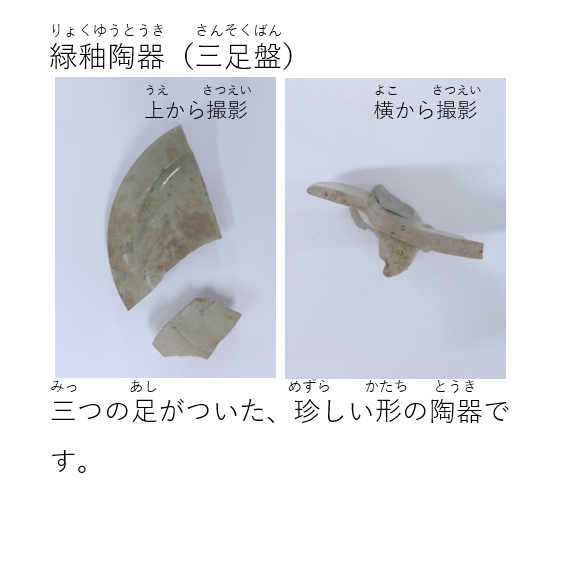 りょくゆうとうき さんそくばん
緑釉陶器（三足盤）
うえ さつえい
上から撮影
よこ さつえい
横から撮影
みっ あし めずら かたち とうき
三つの足がついた、珍しい形の陶器で
す。